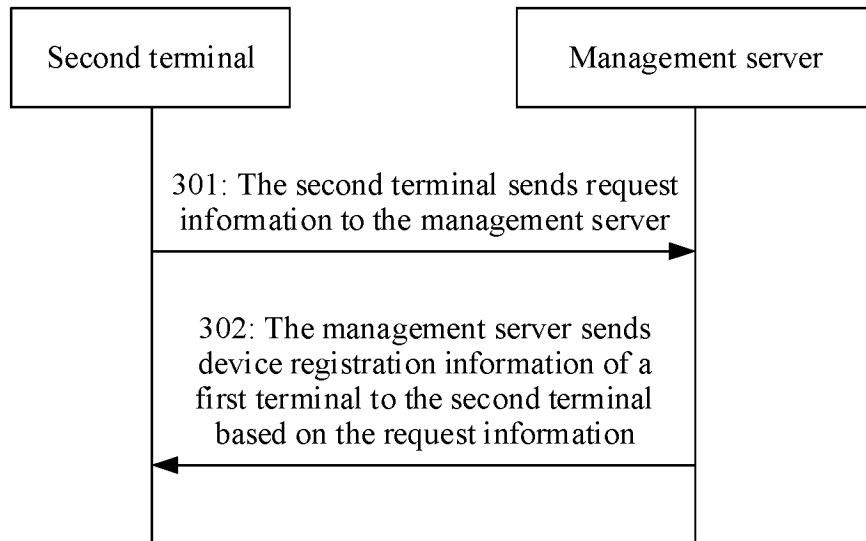 Second terminal
Management server
301: The second terminal sends request
information to the management server
302: The management server sends
device registration information of a
first terminal to the second terminal
based on the request information